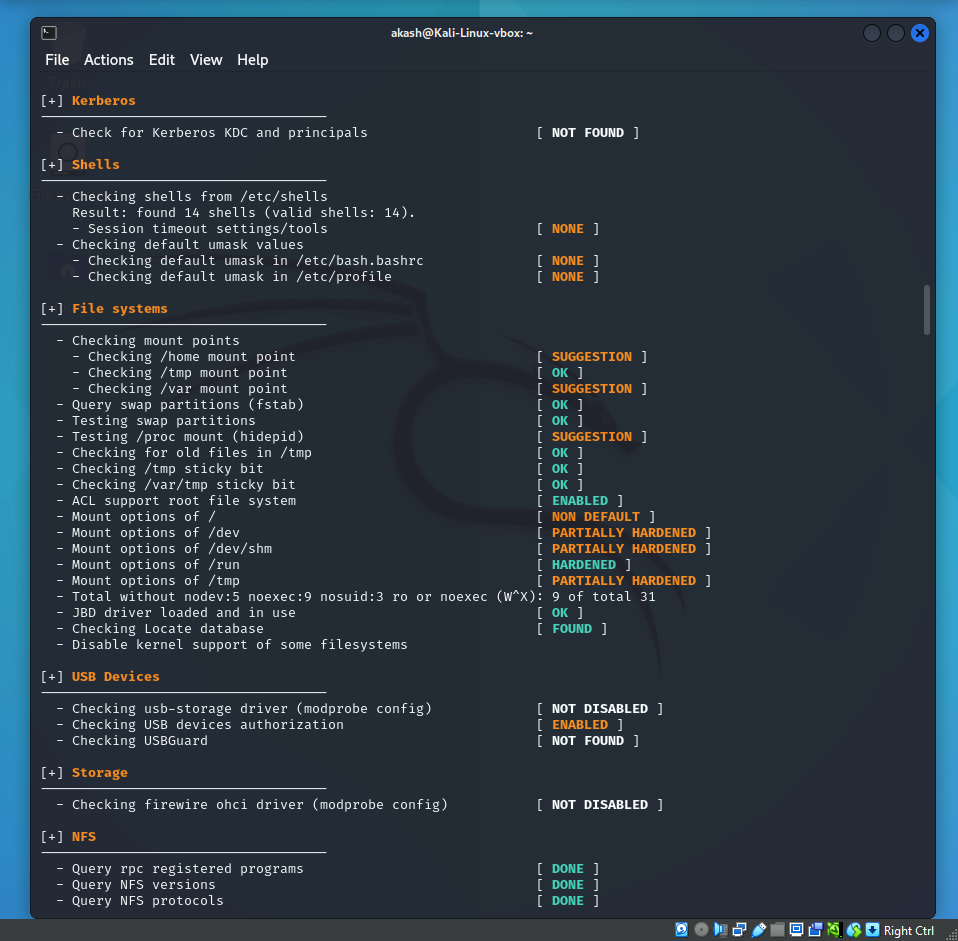 akash@Kali-Linux-vbox: ~
File Actions Edit View Help
[+] Kerberos
------------------------------------
  - Check for Kerberos KDC and principals                     [ NOT FOUND ]
[+] Shells
------------------------------------
  - Checking shells from /etc/shells
    Result: found 14 shells (valid shells: 14).
    - Session timeout settings/tools                          [ NONE ]
  - Checking default umask values
    - Checking default umask in /etc/bash.bashrc              [ NONE ]
    - Checking default umask in /etc/profile                  [ NONE ]
[+] File systems
------------------------------------
  - Checking mount points
    - Checking /home mount point                              [ SUGGESTION ]
    - Checking /tmp mount point                               [ OK ]
    - Checking /var mount point                               [ SUGGESTION ]
  - Query swap partitions (fstab)                             [ OK ]
  - Testing swap partitions                                   [ OK ]
  - Testing /proc mount (hidepid)                             [ SUGGESTION ]
  - Checking for old files in /tmp                            [ OK ]
  - Checking /tmp sticky bit                                  [ OK ]
  - Checking /var/tmp sticky bit                              [ OK ]
  - ACL support root file system                              [ ENABLED ]
  - Mount options of /                                        [ NON DEFAULT ]
  - Mount options of /dev                                     [ PARTIALLY HARDENED ]
  - Mount options of /dev/shm                                 [ PARTIALLY HARDENED ]
  - Mount options of /run                                     [ HARDENED ]
  - Mount options of /tmp                                     [ PARTIALLY HARDENED ]
  - Total without nodev:5 noexec:9 nosuid:3 ro or noexec (W^X): 9 of total 31
  - JBD driver loaded and in use                              [ OK ]
  - Checking Locate database                                  [ FOUND ]
  - Disable kernel support of some filesystems
[+] USB Devices
------------------------------------
  - Checking usb-storage driver (modprobe config)             [ NOT DISABLED ]
  - Checking USB devices authorization                        [ ENABLED ]
  - Checking USBGuard                                         [ NOT FOUND ]
[+] Storage
------------------------------------
  - Checking firewire ohci driver (modprobe config)           [ NOT DISABLED ]
[+] NFS
------------------------------------
  - Query rpc registered programs                             [ DONE ]
  - Query NFS versions                                        [ DONE ]
  - Query NFS protocols                                       [ DONE ]
Right Ctrl